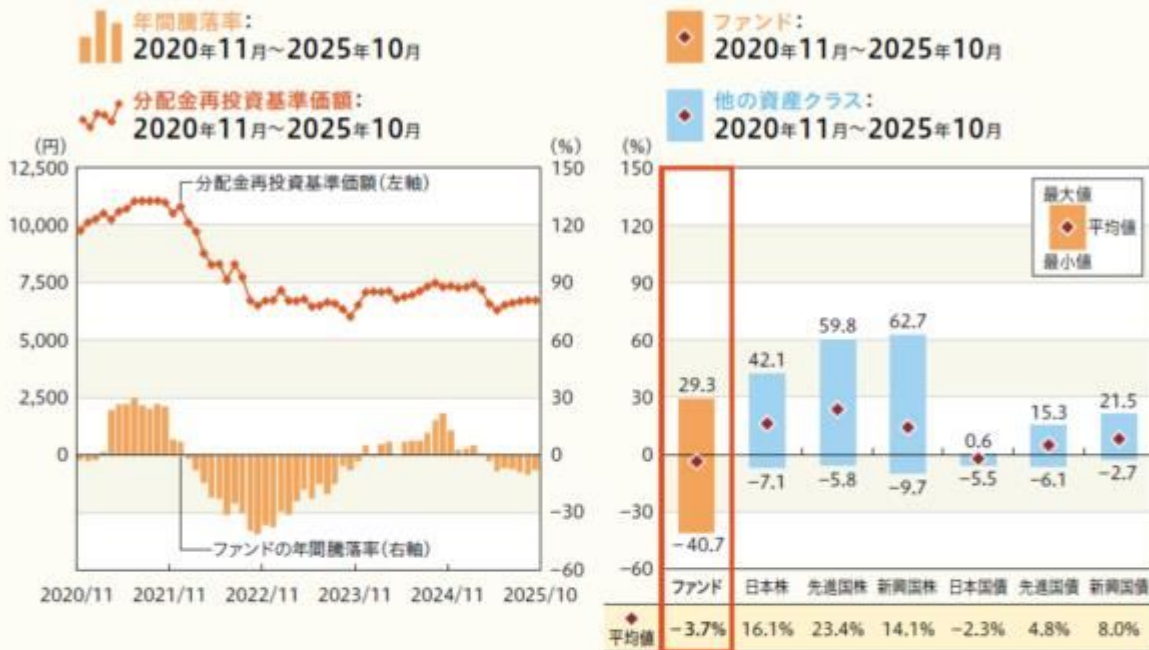 年間騰落率：
2020年11月～2025年10月
分配金再投資基準価額：
2020年11月～2025年10月
(円)
(%)
12,500
10,000
7,500
5,000
2,500
0
150
120
90
60
30
0
−30
−60
分配金再投資基準価額(左軸)
ファンドの年間騰落率(右軸)
2020/11 2021/11 2022/11 2023/11 2024/11 2025/10
ファンド：
2020年11月～2025年10月
他の資産クラス：
2020年11月～2025年10月
(%)
150
120
90
60
30
0
−30
−60
最大値
平均値
最小値
29.3 42.1 59.8 62.7 0.6 15.3 21.5
−40.7 −7.1 −5.8 −9.7 −5.5 −6.1 −2.7
ファンド 日本株 先進国株 新興国株 日本国債 先進国債 新興国債
平均値 −3.7% 16.1% 23.4% 14.1% −2.3% 4.8% 8.0%